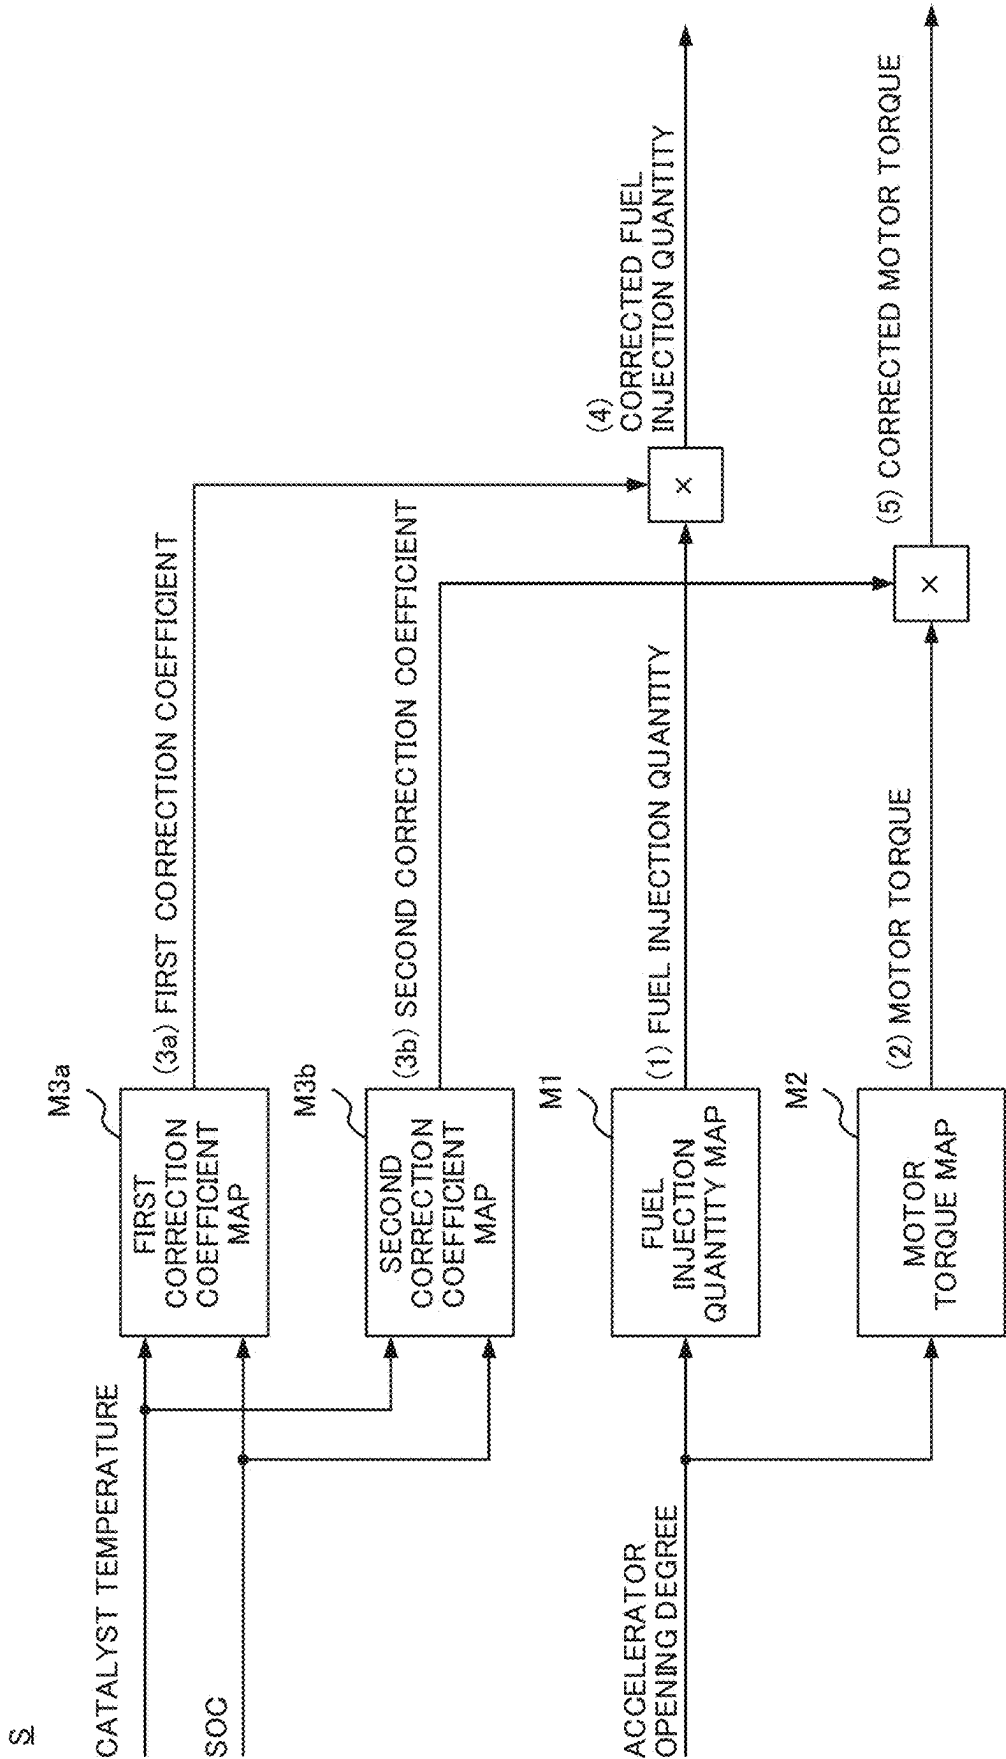 S
CATALYST TEMPERATURE
SOC
ACCELERATOR
OPENING DEGREE
M3a
FIRST
CORRECTION
COEFFICIENT
MAP
(3a) FIRST CORRECTION COEFFICIENT
M3b
SECOND
CORRECTION
COEFFICIENT
MAP
(3b) SECOND CORRECTION COEFFICIENT
M1
FUEL
INJECTION
QUANTITY MAP
(1) FUEL INJECTION QUANTITY
×
(4)
CORRECTED FUEL
INJECTION QUANTITY
M2
MOTOR
TORQUE MAP
(2) MOTOR TORQUE
×
(5) CORRECTED MOTOR TORQUE